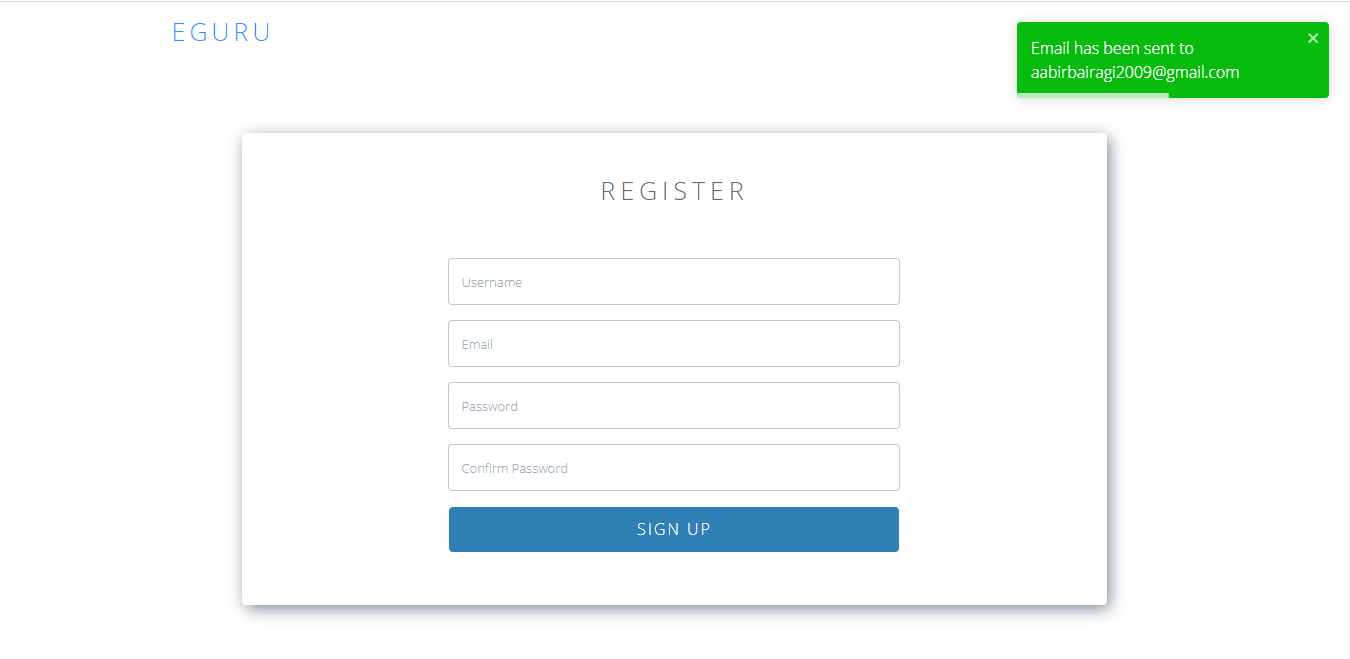 EGURU
Email has been sent to
aabirbairagi2009@gmail.com
REGISTER
Username
Email
Password
Confirm Password
SIGN UP